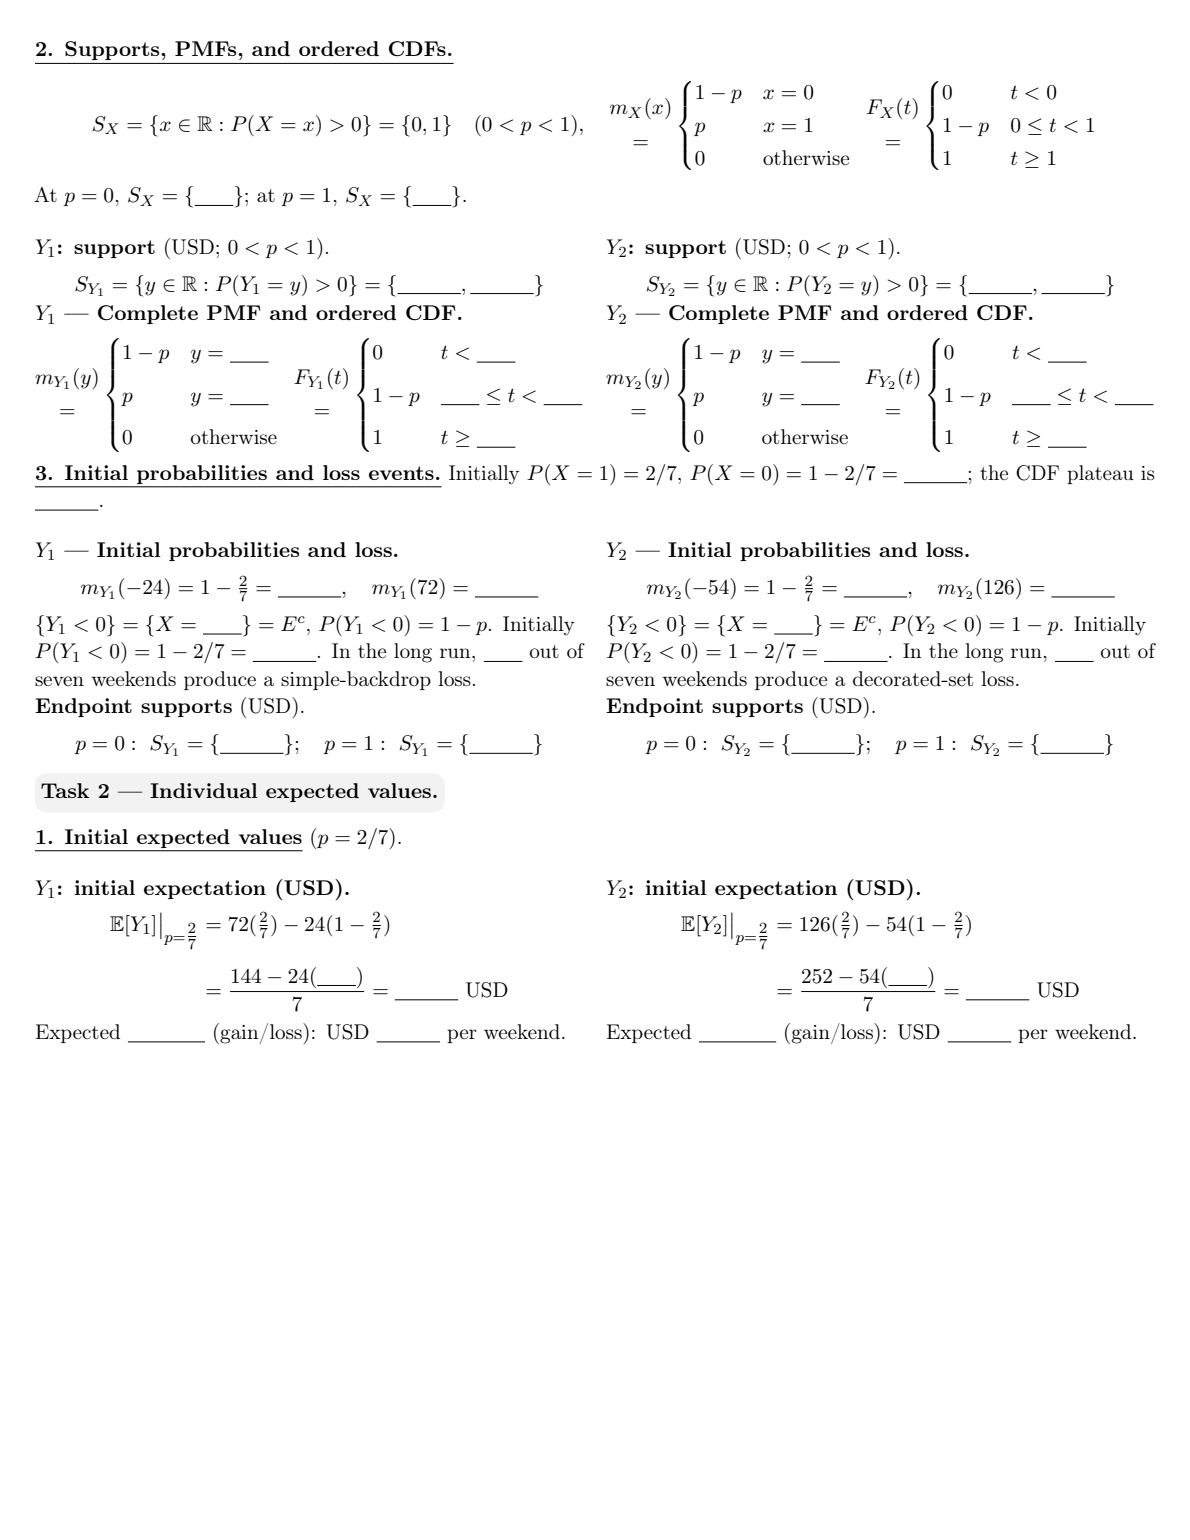 2. Supports, PMFs, and ordered CDFs.
S_X = {x ∈ ℝ : P(X = x) > 0} = {0, 1} (0 < p < 1), m_X(x) = { 1 − p x = 0; p x = 1; 0 otherwise F_X(t) = { 0 t < 0; 1 − p 0 ≤ t < 1; 1 t ≥ 1
At p = 0, S_X = {___}; at p = 1, S_X = {___}.
Y₁: support (USD; 0 < p < 1).
S_{Y₁} = {y ∈ ℝ : P(Y₁ = y) > 0} = {_____, _____}
Y₁ — Complete PMF and ordered CDF.
m_{Y₁}(y) = { 1 − p y = ___; p y = ___; 0 otherwise F_{Y₁}(t) = { 0 t < ___; 1 − p ___ ≤ t < ___; 1 t ≥ ___
Y₂: support (USD; 0 < p < 1).
S_{Y₂} = {y ∈ ℝ : P(Y₂ = y) > 0} = {_____, _____}
Y₂ — Complete PMF and ordered CDF.
m_{Y₂}(y) = { 1 − p y = ___; p y = ___; 0 otherwise F_{Y₂}(t) = { 0 t < ___; 1 − p ___ ≤ t < ___; 1 t ≥ ___
3. Initial probabilities and loss events. Initially P(X = 1) = 2/7, P(X = 0) = 1 − 2/7 = _____; the CDF plateau is
_____.
Y₁ — Initial probabilities and loss.
m_{Y₁}(−24) = 1 − 2/7 = _____, m_{Y₁}(72) = _____
{Y₁ < 0} = {X = ___} = Eᶜ, P(Y₁ < 0) = 1 − p. Initially
P(Y₁ < 0) = 1 − 2/7 = _____. In the long run, ___ out of
seven weekends produce a simple-backdrop loss.
Endpoint supports (USD).
p = 0 : S_{Y₁} = {_____}; p = 1 : S_{Y₁} = {_____}
Y₂ — Initial probabilities and loss.
m_{Y₂}(−54) = 1 − 2/7 = _____, m_{Y₂}(126) = _____
{Y₂ < 0} = {X = ___} = Eᶜ, P(Y₂ < 0) = 1 − p. Initially
P(Y₂ < 0) = 1 − 2/7 = _____. In the long run, ___ out of
seven weekends produce a decorated-set loss.
Endpoint supports (USD).
p = 0 : S_{Y₂} = {_____}; p = 1 : S_{Y₂} = {_____}
Task 2 — Individual expected values.
1. Initial expected values (p = 2/7).
Y₁: initial expectation (USD).
𝔼[Y₁]|_{p=2/7} = 72(2/7) − 24(1 − 2/7)
= (144 − 24(___))/7 = _____ USD
Expected ______ (gain/loss): USD _____ per weekend.
Y₂: initial expectation (USD).
𝔼[Y₂]|_{p=2/7} = 126(2/7) − 54(1 − 2/7)
= (252 − 54(___))/7 = _____ USD
Expected ______ (gain/loss): USD _____ per weekend.